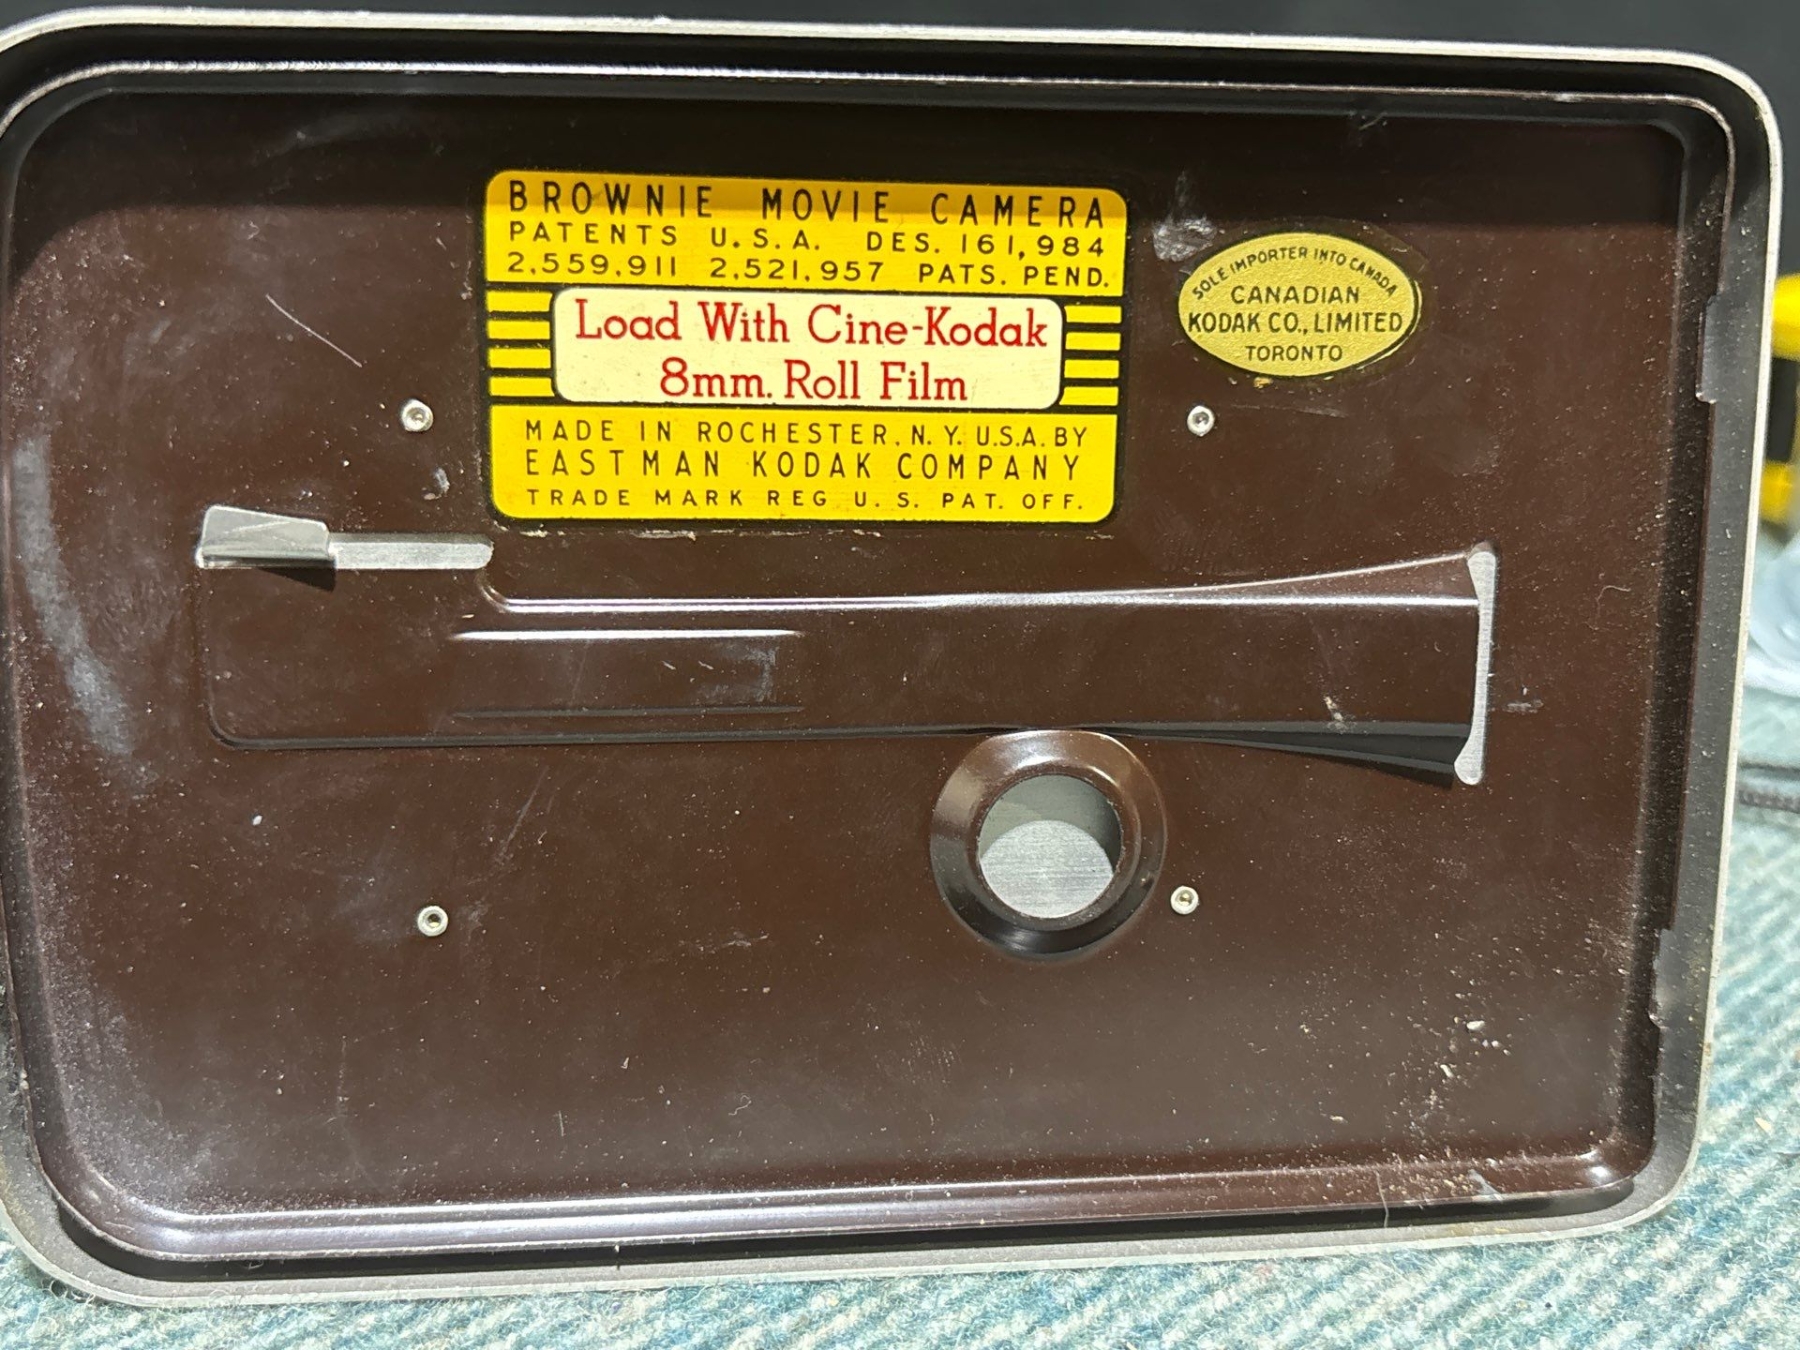 BROWNIE MOVIE CAMERA
PATENTS U.S.A. DES. 161,984
2,559,911 2,521,957 PATS. PEND.
Load With Cine-Kodak
8mm. Roll Film
MADE IN ROCHESTER, N.Y. U.S.A. BY
EASTMAN KODAK COMPANY
TRADE MARK REG U. S. PAT. OFF.
SOLE IMPORTER INTO CANADA
CANADIAN
KODAK CO., LIMITED
TORONTO